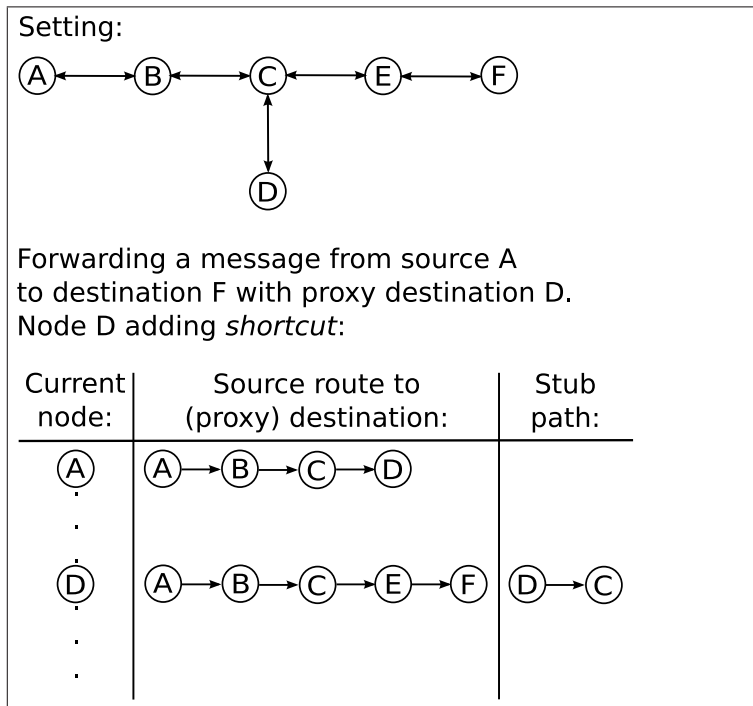 Setting:
A B C E F
D
Forwarding a message from source A
to destination F with proxy destination D.
Node D adding shortcut:
Current node: Source route to (proxy) destination: Stub path:
A A B C D
D A B C E F D C